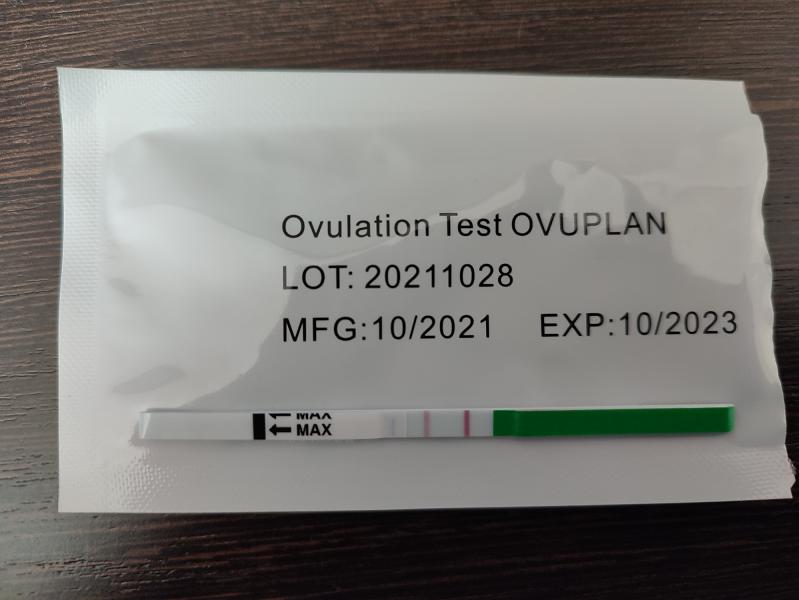 Ovulation Test OVUPLAN
LOT: 20211028
MFG:10/2021 EXP:10/2023
MAX
MAX